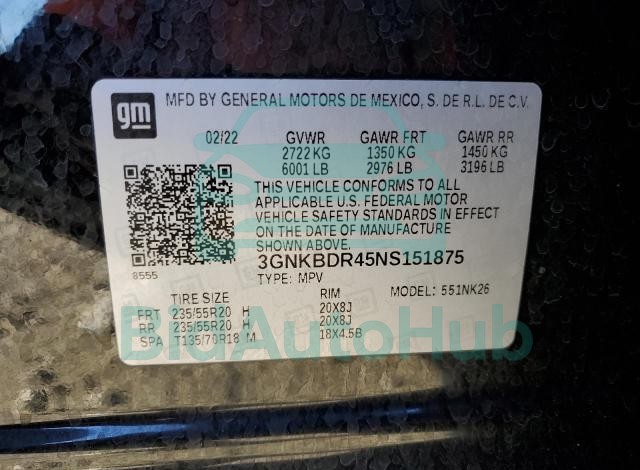 gm MFD BY GENERAL MOTORS DE MEXICO, S. DE R.L. DE C.V.
02/22 GVWR GAWR FRT GAWR RR
2722 KG 1350 KG 1450 KG
6001 LB 2976 LB 3196 LB
THIS VEHICLE CONFORMS TO ALL
APPLICABLE U.S. FEDERAL MOTOR
VEHICLE SAFETY STANDARDS IN EFFECT
ON THE DATE OF MANUFACTURE
SHOWN ABOVE.
8555
3GNKBDR45NS151875
TYPE: MPV MODEL: 551NK26
TIRE SIZE RIM
FRT 235/55R20 H 20X8J
RR 235/55R20 H 20X8J
SPA T135/70R18 M 18X4.5B
BidAutoHub